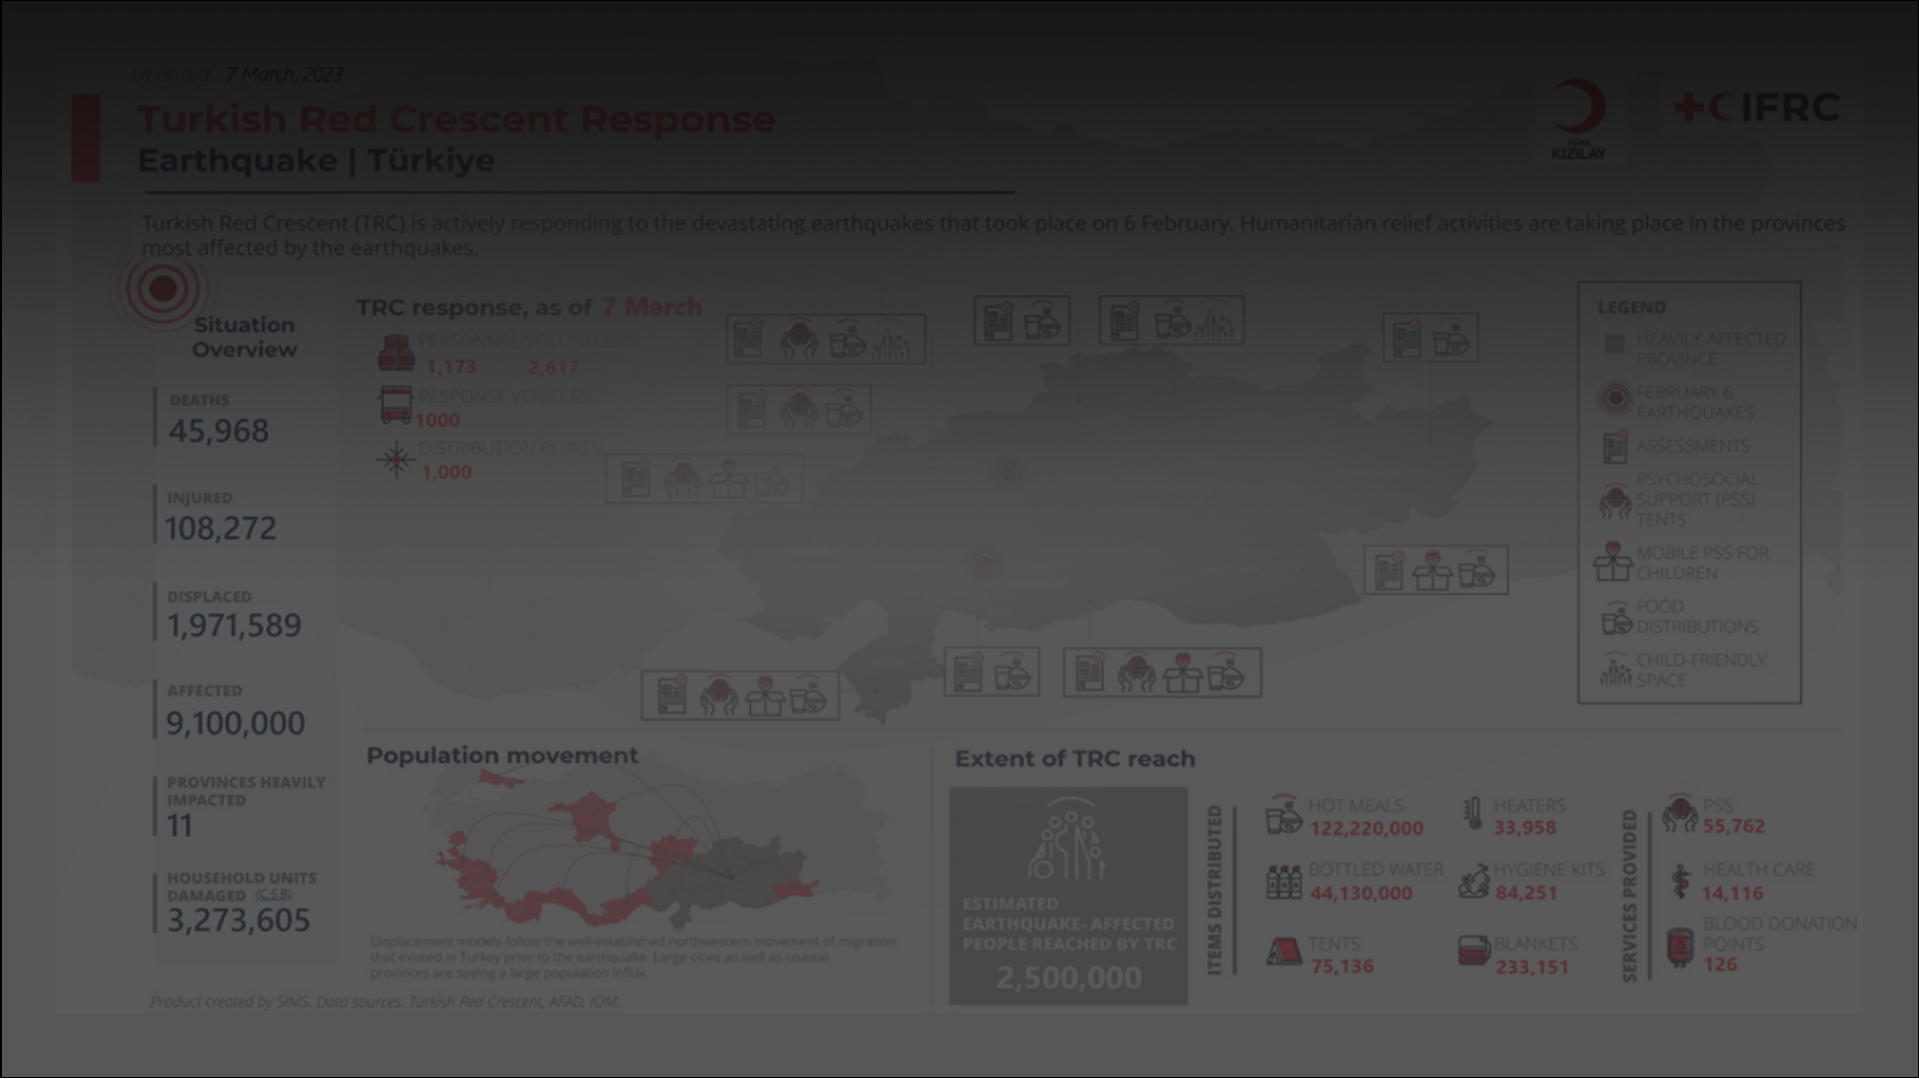 Updated 7 March, 2023
Turkish Red Crescent Response
Earthquake | Türkiye
TÜRK
KIZILAY
IFRC
Turkish Red Crescent (TRC) is actively responding to the devastating earthquakes that took place on 6 February. Humanitarian relief activities are taking place in the provinces
most affected by the earthquakes.
Situation
Overview
DEATHS
45,968
INJURED
108,272
DISPLACED
1,971,589
AFFECTED
9,100,000
PROVINCES HEAVILY
IMPACTED
11
HOUSEHOLD UNITS
DAMAGED (C,S,B)
3,273,605
TRC response, as of 7 March
PERSONNEL/VOLUNTEERS
1,173 2,617
RESPONSE VEHICLES
1000
DISTRIBUTION POINTS
1,000
LEGEND
HEAVILY-AFFECTED
PROVINCE
FEBRUARY 6
EARTHQUAKES
ASSESSMENTS
PSYCHOSOCIAL
SUPPORT (PSS)
TENTS
MOBILE PSS FOR
CHILDREN
FOOD
DISTRIBUTIONS
CHILD-FRIENDLY
SPACE
Population movement
Displacement models follow the well-established northwestern movement of migration
that existed in Turkey prior to the earthquake. Large cities as well as coastal
provinces are seeing a large population influx.
Extent of TRC reach
ESTIMATED
EARTHQUAKE- AFFECTED
PEOPLE REACHED BY TRC
2,500,000
ITEMS DISTRIBUTED
HOT MEALS
122,220,000
BOTTLED WATER
44,130,000
TENTS
75,136
HEATERS
33,958
HYGIENE KITS
84,251
BLANKETS
233,151
SERVICES PROVIDED
PSS
55,762
HEALTH CARE
14,116
BLOOD DONATION
POINTS
126
Product created by SIMS. Data sources: Turkish Red Crescent, AFAD, IOM.